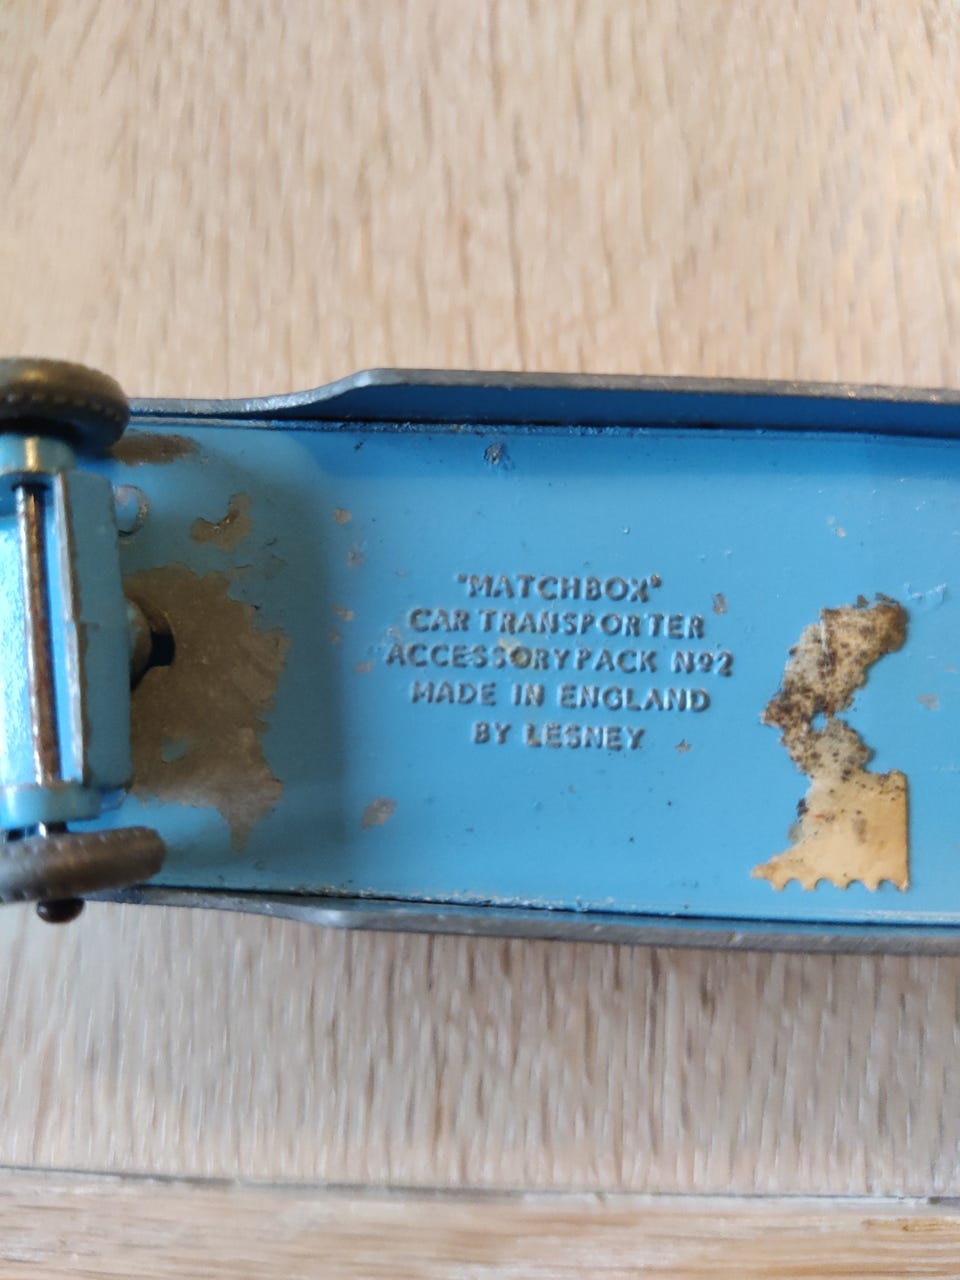 "MATCHBOX"
CAR TRANSPORTER
ACCESSORY PACK Nº2
MADE IN ENGLAND
BY LESNEY